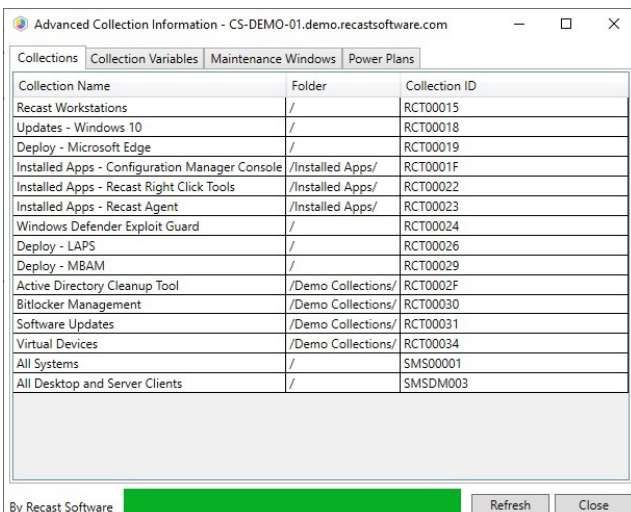 Advanced Collection Information - CS-DEMO-01.demo.recastsoftware.com
Collections Collection Variables Maintenance Windows Power Plans
Collection Name Folder Collection ID
Recast Workstations / RCT00015
Updates - Windows 10 / RCT00018
Deploy - Microsoft Edge / RCT00019
Installed Apps - Configuration Manager Console /Installed Apps/ RCT0001F
Installed Apps - Recast Right Click Tools /Installed Apps/ RCT00022
Installed Apps - Recast Agent /Installed Apps/ RCT00023
Windows Defender Exploit Guard / RCT00024
Deploy - LAPS / RCT00026
Deploy - MBAM / RCT00029
Active Directory Cleanup Tool /Demo Collections/ RCT0002F
Bitlocker Management /Demo Collections/ RCT00030
Software Updates /Demo Collections/ RCT00031
Virtual Devices /Demo Collections/ RCT00034
All Systems / SMS00001
All Desktop and Server Clients / SMSDM003
By Recast Software Refresh Close